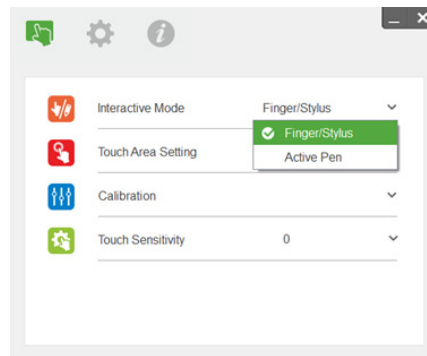 Interactive Mode Finger/Stylus
Finger/Stylus
Touch Area Setting
Active Pen
Calibration
Touch Sensitivity 0